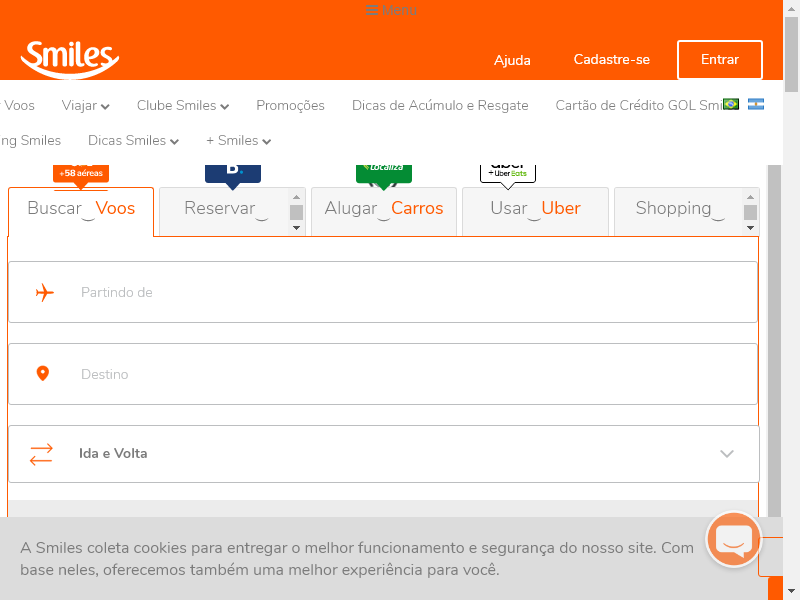 Menu
Smiles
Ajuda
Cadastre-se
Entrar
Voos
Viajar
Clube Smiles
Promoções
Dicas de Acúmulo e Resgate
Cartão de Crédito GOL Smi
ng Smiles
Dicas Smiles
+ Smiles
+58 aéreas
B.
Localiza
Uber
+Uber Eats
Buscar Voos
Reservar
Alugar Carros
Usar Uber
Shopping
Partindo de
Destino
Ida e Volta
A Smiles coleta cookies para entregar o melhor funcionamento e segurança do nosso site. Com
base neles, oferecemos também uma melhor experiência para você.